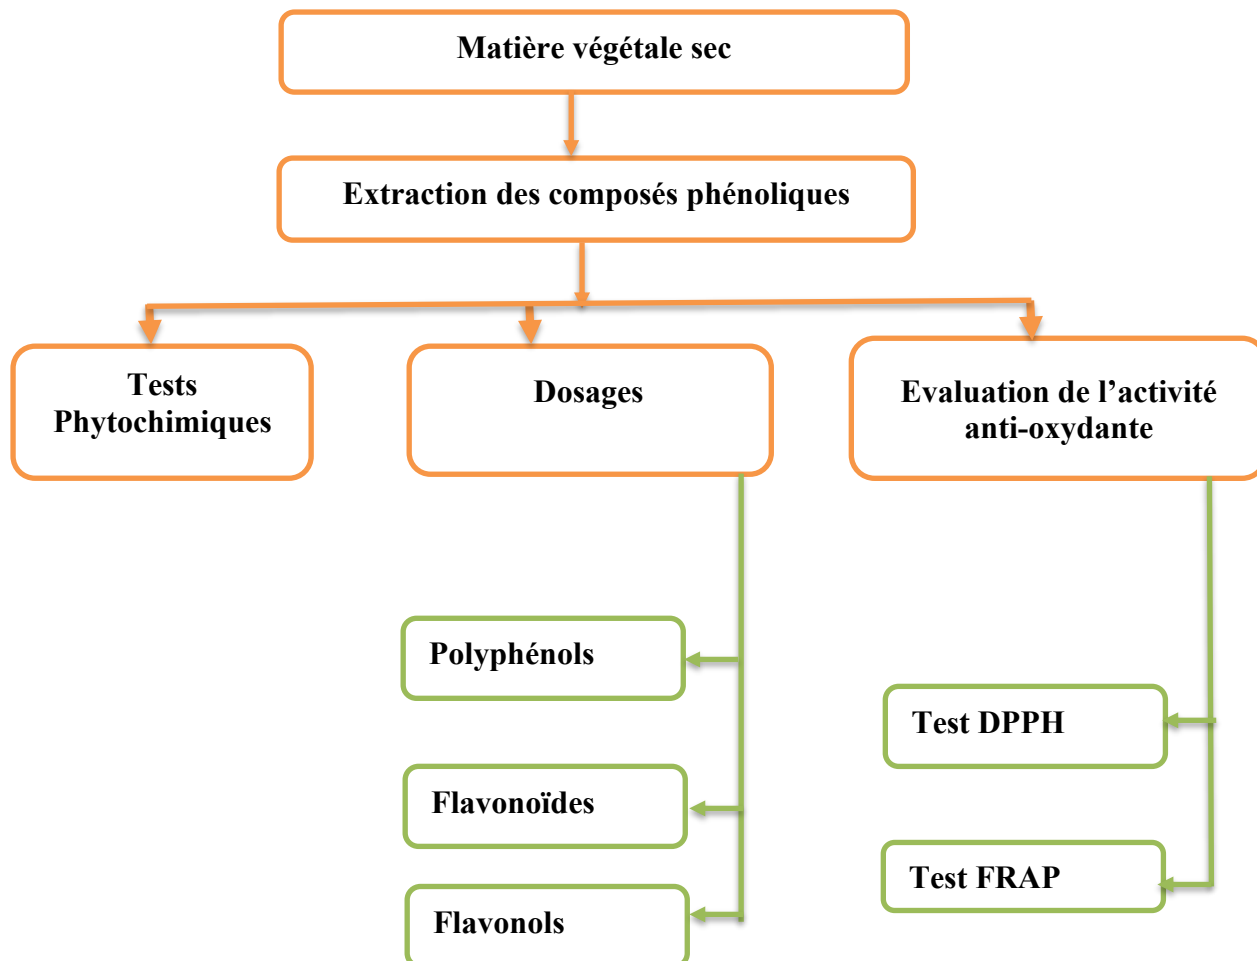 Matière végétale sec
Extraction des composés phénoliques
Tests
Phytochimiques
Dosages
Evaluation de l’activité
anti-oxydante
Polyphénols
Flavonoïdes
Flavonols
Test DPPH
Test FRAP